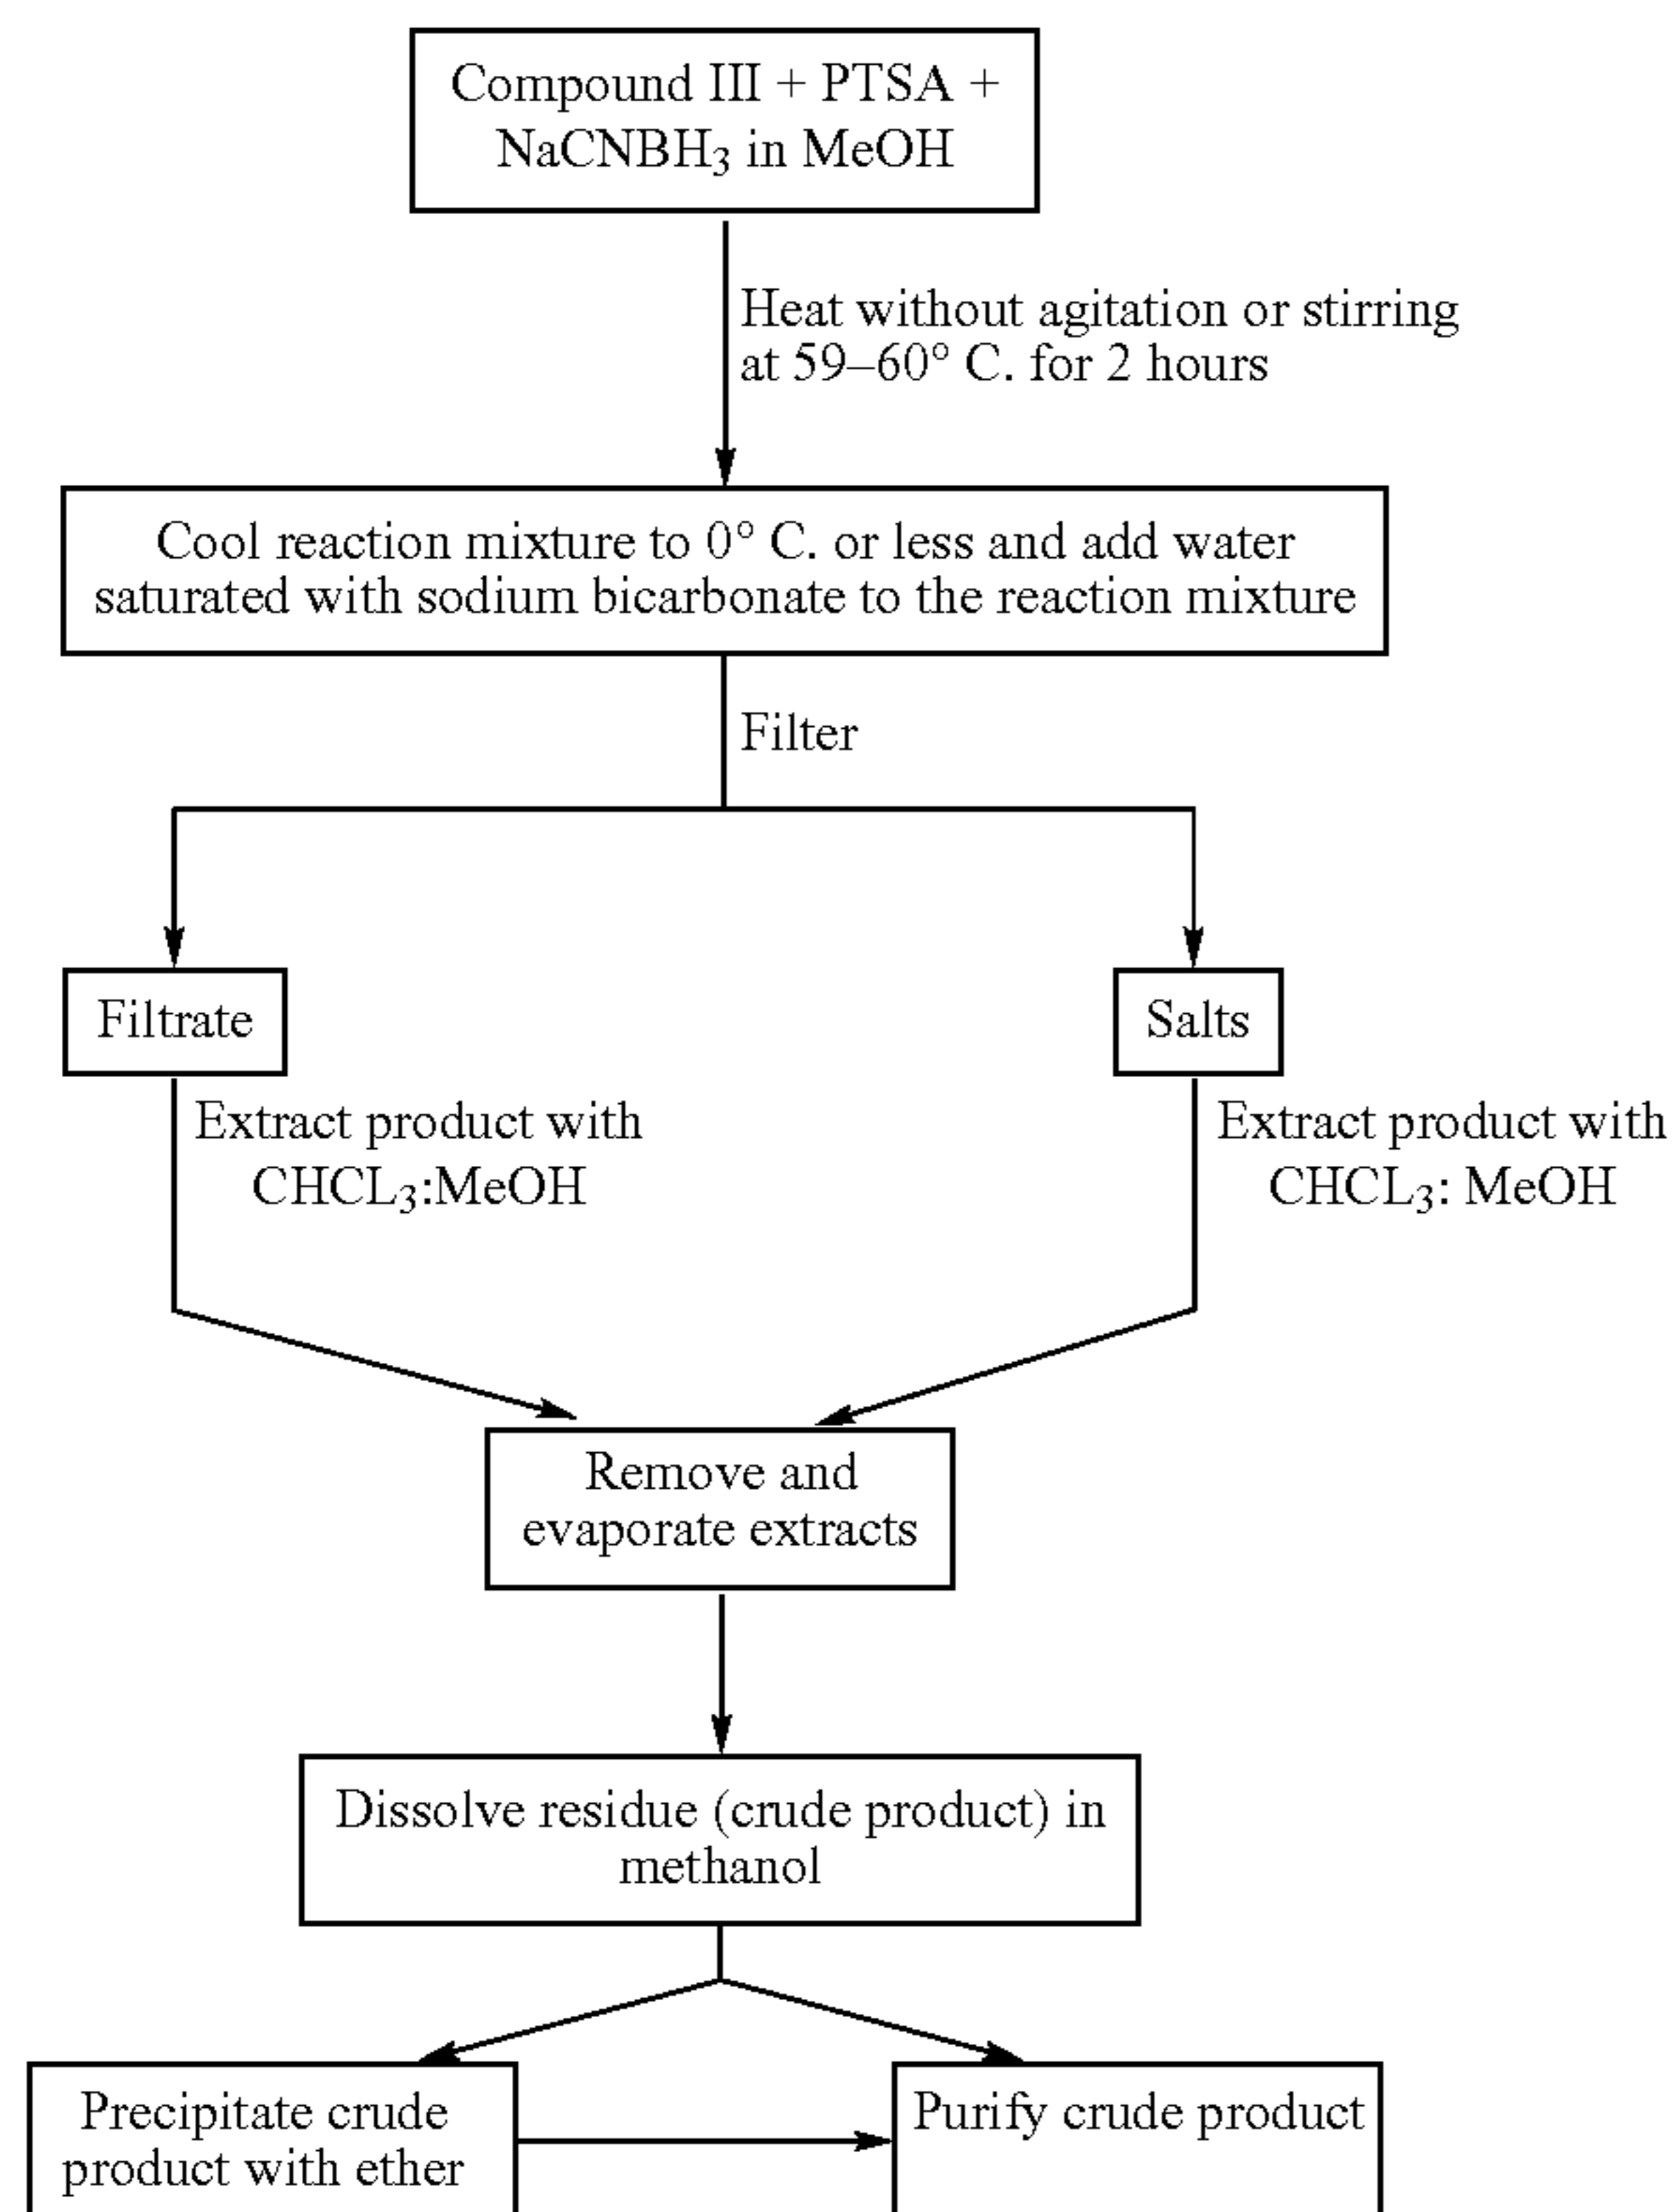 Compound III + PTSA +
NaCNBH3 in MeOH
Heat without agitation or stirring
at 59–60° C. for 2 hours
Cool reaction mixture to 0° C. or less and add water
saturated with sodium bicarbonate to the reaction mixture
Filter
Filtrate
Salts
Extract product with
CHCL3:MeOH
Extract product with
CHCL3: MeOH
Remove and
evaporate extracts
Dissolve residue (crude product) in
methanol
Precipitate crude
product with ether
Purify crude product